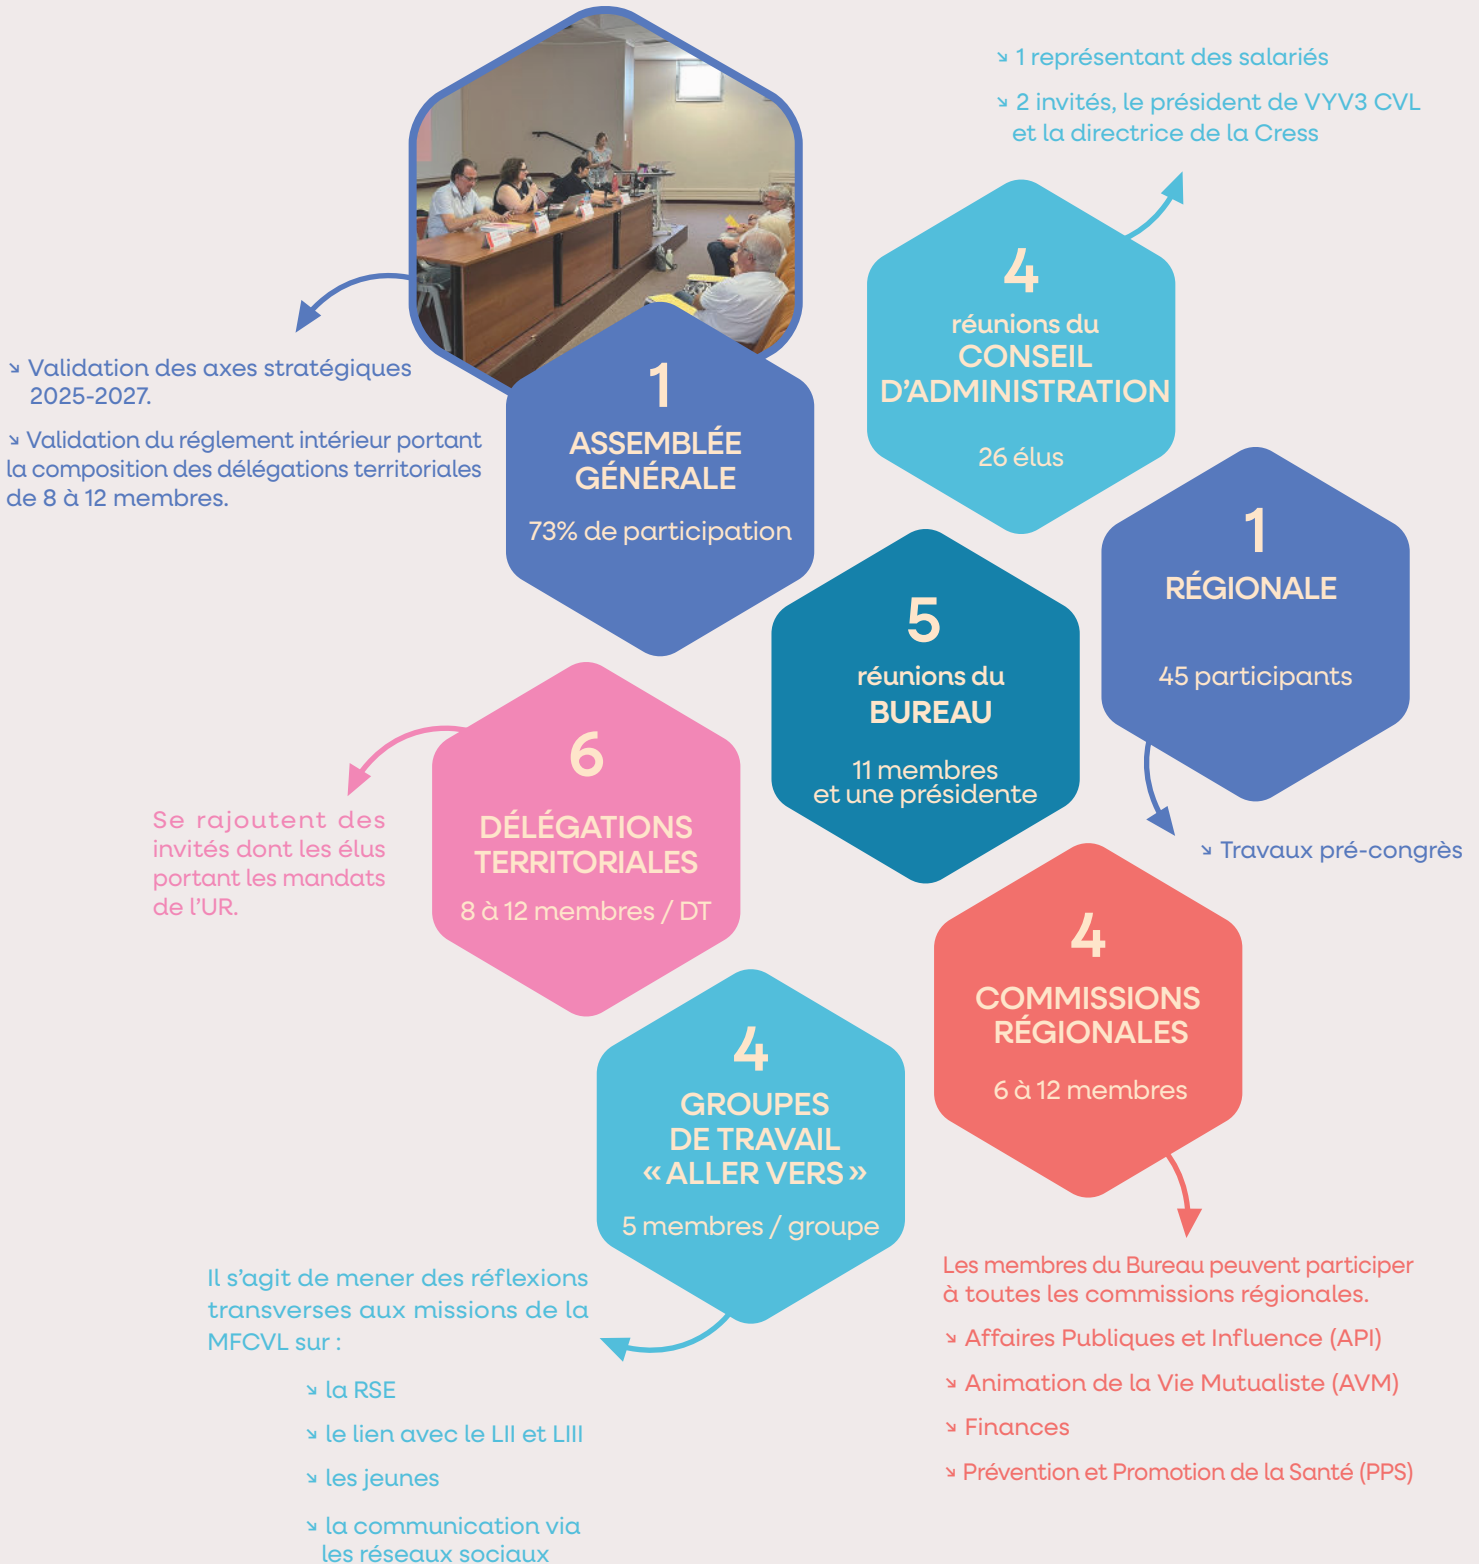 ↘ 1 représentant des salariés
↘ 2 invités, le président de VYV3 CVL
et la directrice de la Cress
4
réunions du
CONSEIL
D'ADMINISTRATION
26 élus
↘ Validation des axes stratégiques
2025-2027.
↘ Validation du réglement intérieur portant
la composition des délégations territoriales
de 8 à 12 membres.
1
ASSEMBLÉE
GÉNÉRALE
73% de participation
1
RÉGIONALE
45 participants
↘ Travaux pré-congrès
5
réunions du
BUREAU
11 membres
et une présidente
6
DÉLÉGATIONS
TERRITORIALES
8 à 12 membres / DT
Se rajoutent des
invités dont les élus
portant les mandats
de l'UR.
4
COMMISSIONS
RÉGIONALES
6 à 12 membres
4
GROUPES
DE TRAVAIL
« ALLER VERS »
5 membres / groupe
Il s'agit de mener des réflexions
transverses aux missions de la
MFCVL sur :
↘ la RSE
↘ le lien avec le LII et LIII
↘ les jeunes
↘ la communication via
les réseaux sociaux
Les membres du Bureau peuvent participer
à toutes les commissions régionales.
↘ Affaires Publiques et Influence (API)
↘ Animation de la Vie Mutualiste (AVM)
↘ Finances
↘ Prévention et Promotion de la Santé (PPS)